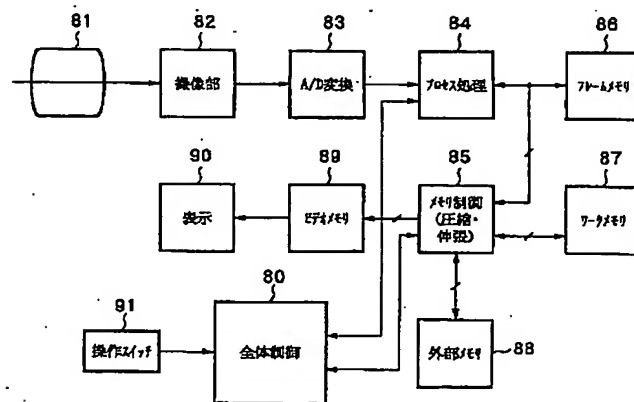 81
82
83
84
86
撮像部
A/D変換
プロセス処理
フレームメモリ
90
89
85
87
表示
ビデオメモリ
メモリ制御
(圧縮・
伸張)
ワークメモリ
80
91
操作スイッチ
全体制御
外部メモリ
88